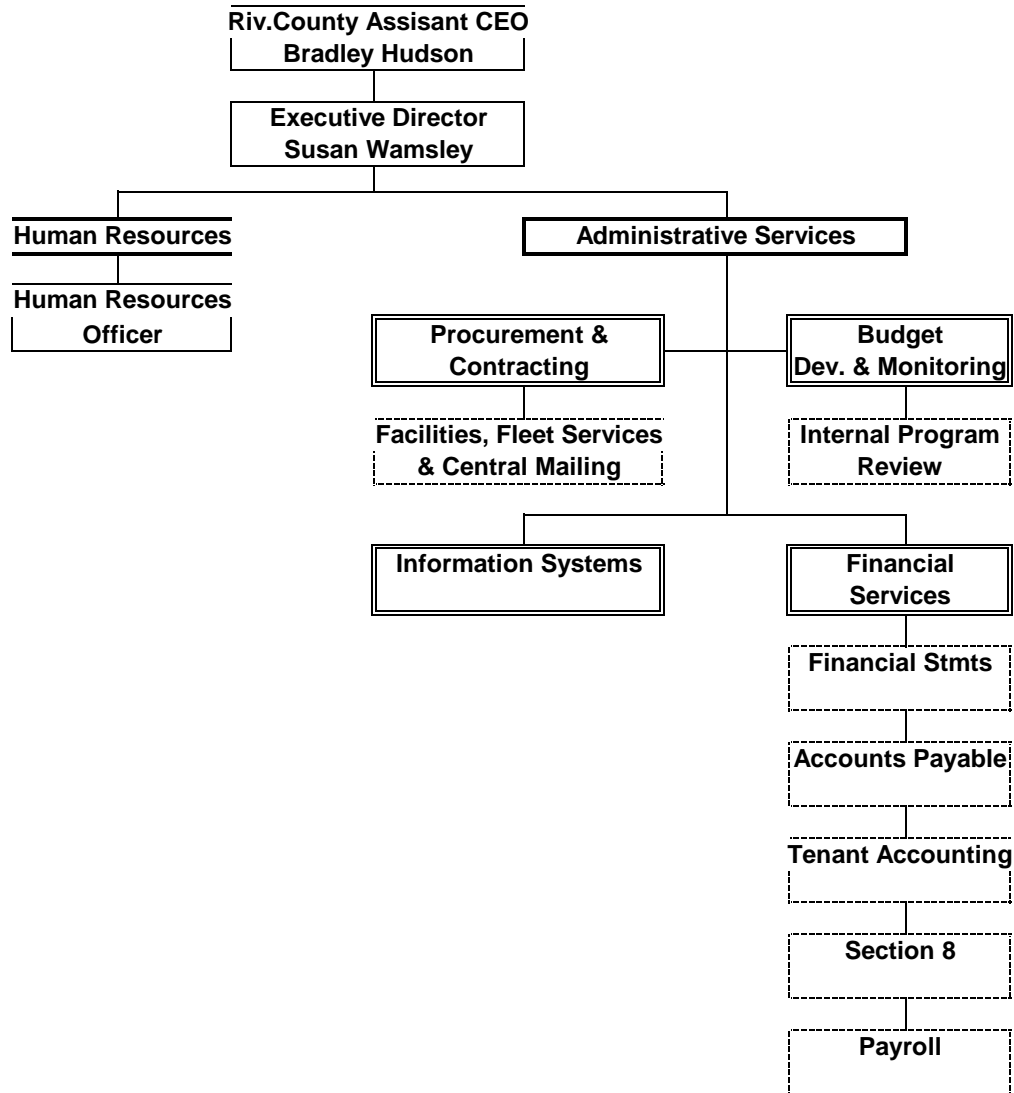 Riv.County Assisant CEO
Bradley Hudson
Executive Director
Susan Wamsley
Human Resources
Administrative Services
Human Resources
Officer
Procurement &
Contracting
Budget
Dev. & Monitoring
Facilities, Fleet Services
& Central Mailing
Internal Program
Review
Information Systems
Financial
Services
Financial Stmts
Accounts Payable
Tenant Accounting
Section 8
Payroll